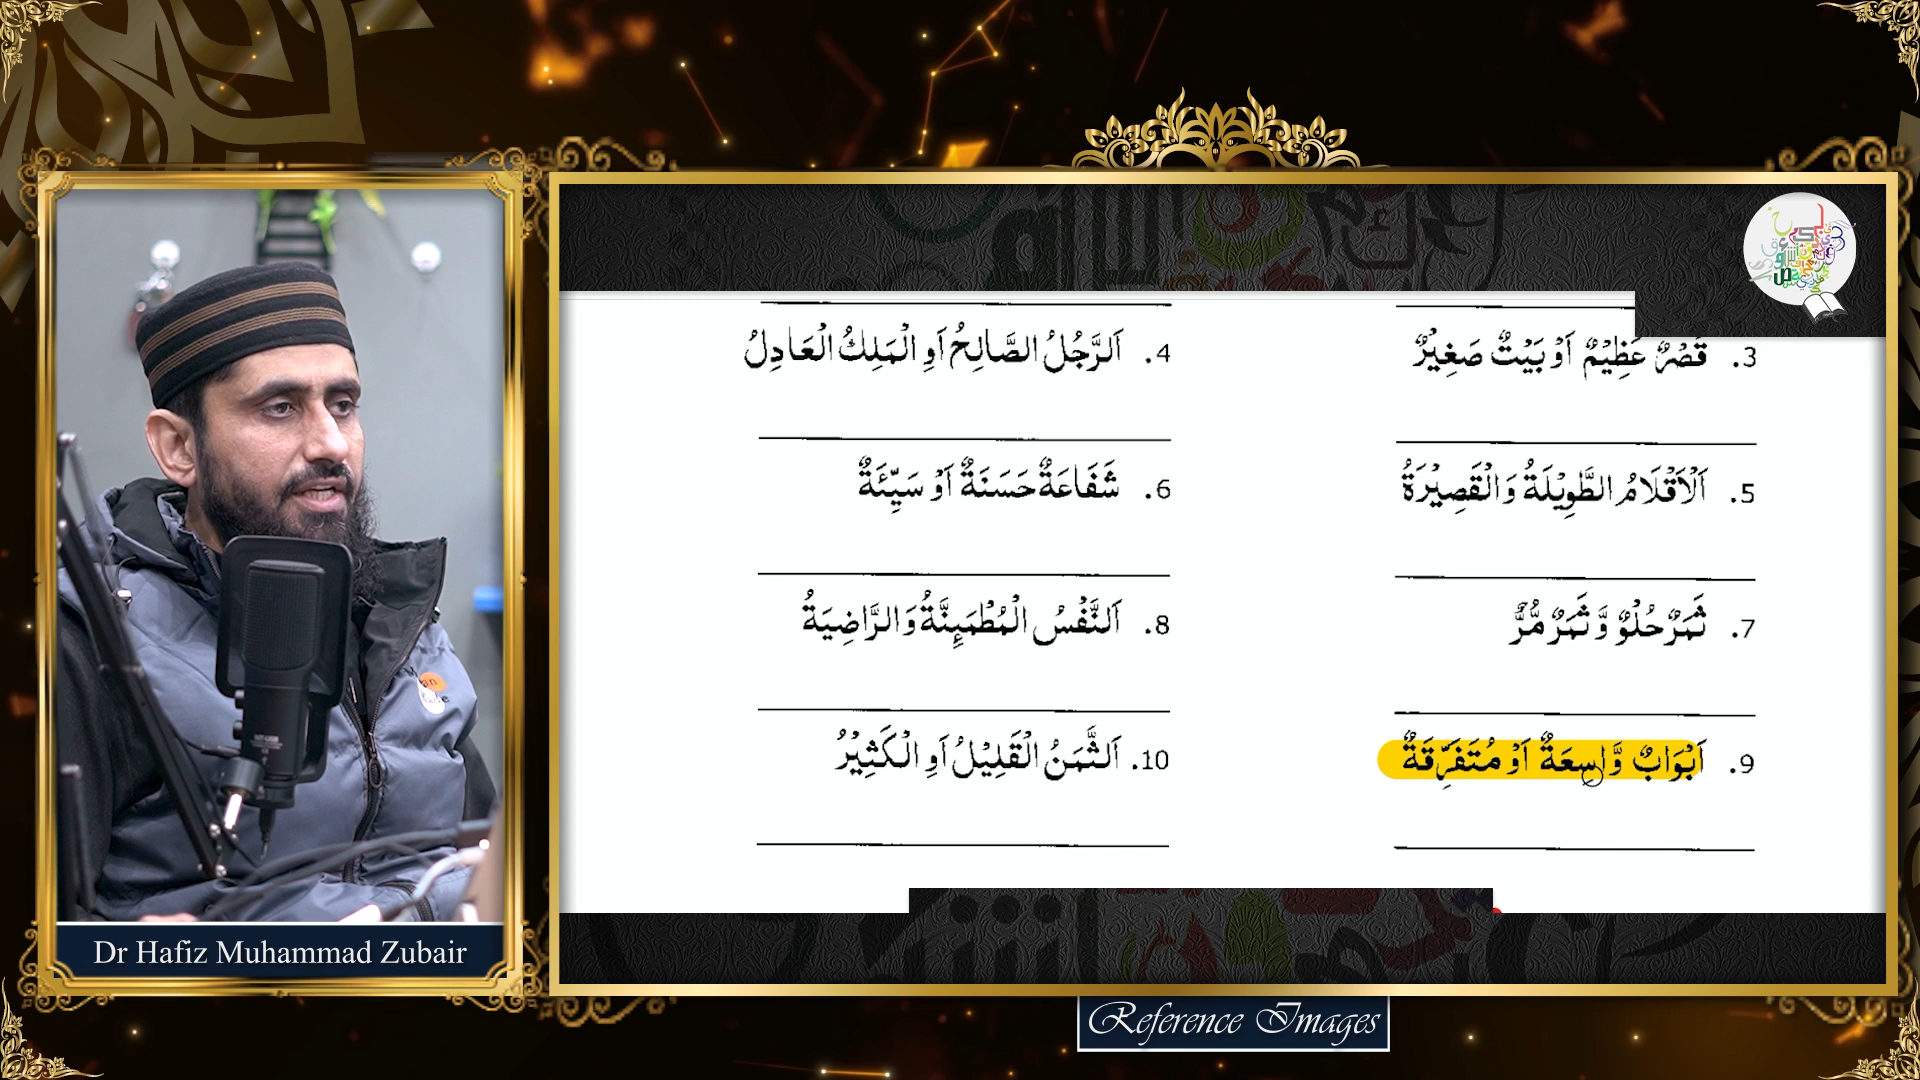 3. قَصْرٌ عَظِيْمٌ اَوْ بَيْتٌ صَغِيْرٌ
4. اَلرَّجُلُ الصَّالِحُ اَوِ الْمَلِكُ الْعَادِلُ
5. اَلْاَقْلَامُ الطَّوِيْلَةُ وَالْقَصِيْرَةُ
6. شَفَاعَةٌ حَسَنَةٌ اَوْ سَيِّئَةٌ
7. ثَمَرٌ حُلْوٌ وَّ ثَمَرٌ مُّرٌّ
8. اَلنَّفْسُ الْمُطْمَئِنَّةُ وَالرَّاضِيَةُ
9. اَبْوَابٌ وَّاسِعَةٌ اَوْ مُتَفَرِّقَةٌ
10. اَلثَّمَنُ الْقَلِيْلُ اَوِ الْكَثِيْرُ
Dr Hafiz Muhammad Zubair
Reference Images